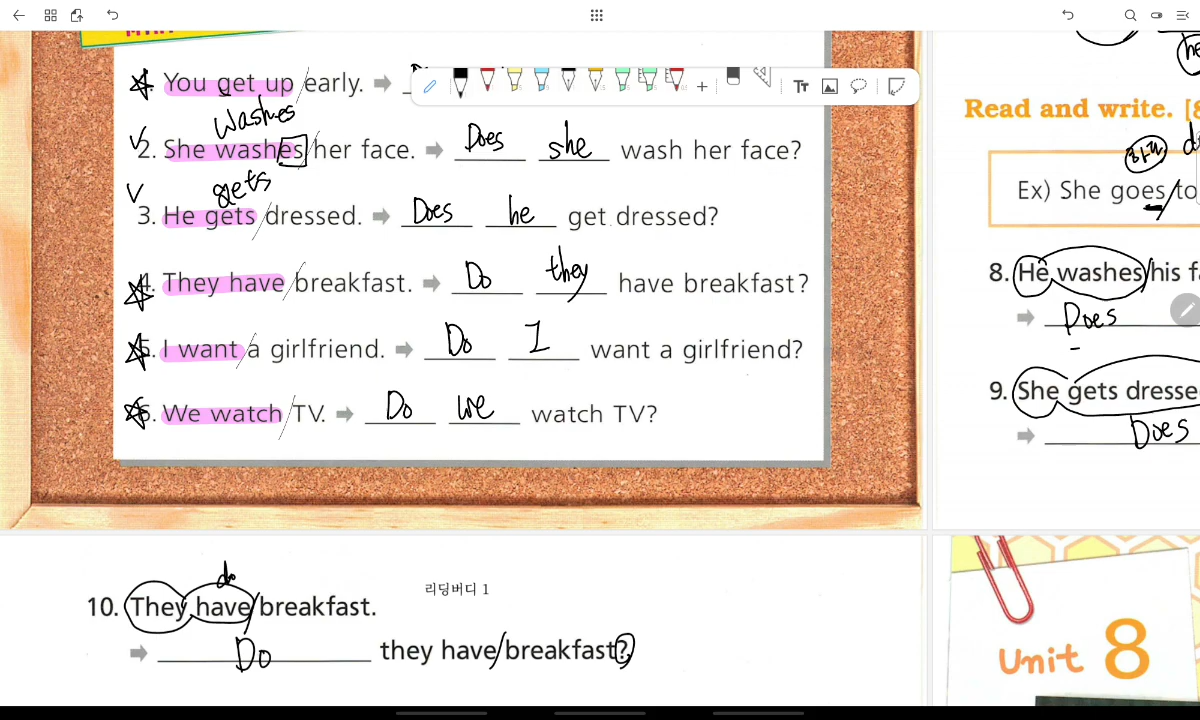 You get up early.
washes
2. She washes her face. Does she wash her face?
gets
3. He gets dressed. Does he get dressed?
4. They have breakfast. Do they have breakfast?
5. I want a girlfriend. Do I want a girlfriend?
6. We watch TV. Do we watch TV?
do
10. They have breakfast.
Do they have breakfast?
리딩버디 1
Tт
he
Read and write. [8
Ex) She goes to
8. He washes his f
Does
9. She gets dresse
Does
Unit 8